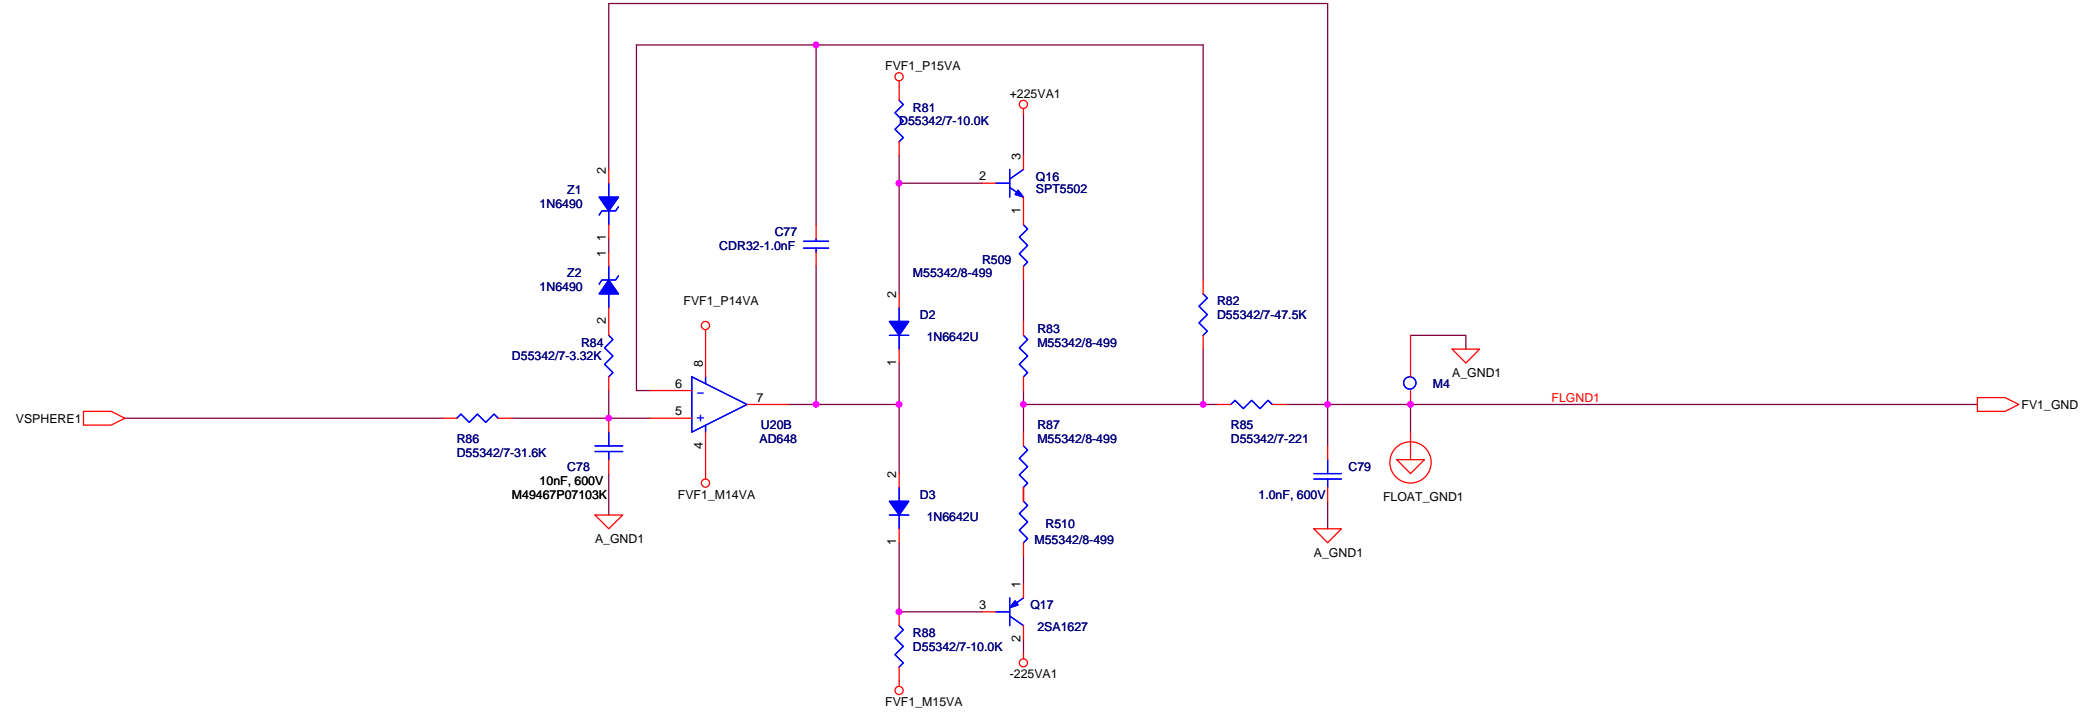 FVF1_P15VA
R81
D55342/7-10.0K
+225VA1
3
2
Q16
SPT5502
1
2
Z1
1N6490
1
1
Z2
1N6490
2
C77
CDR32-1.0nF
R509
M55342/8-499
FVF1_P14VA
2
D2
1N6642U
1
R83
M55342/8-499
R82
D55342/7-47.5K
R84
D55342/7-3.32K
8
6
5
7
4
U20B
AD648
FVF1_M14VA
VSPHERE1
R86
D55342/7-31.6K
C78
10nF, 600V
M49467P07103K
A_GND1
2
D3
1N6642U
1
R87
M55342/8-499
R510
M55342/8-499
R85
D55342/7-221
C79
1.0nF, 600V
A_GND1
A_GND1
M4
FLGND1
FV1_GND
FLOAT_GND1
1
3
Q17
2SA1627
2
-225VA1
R88
D55342/7-10.0K
FVF1_M15VA